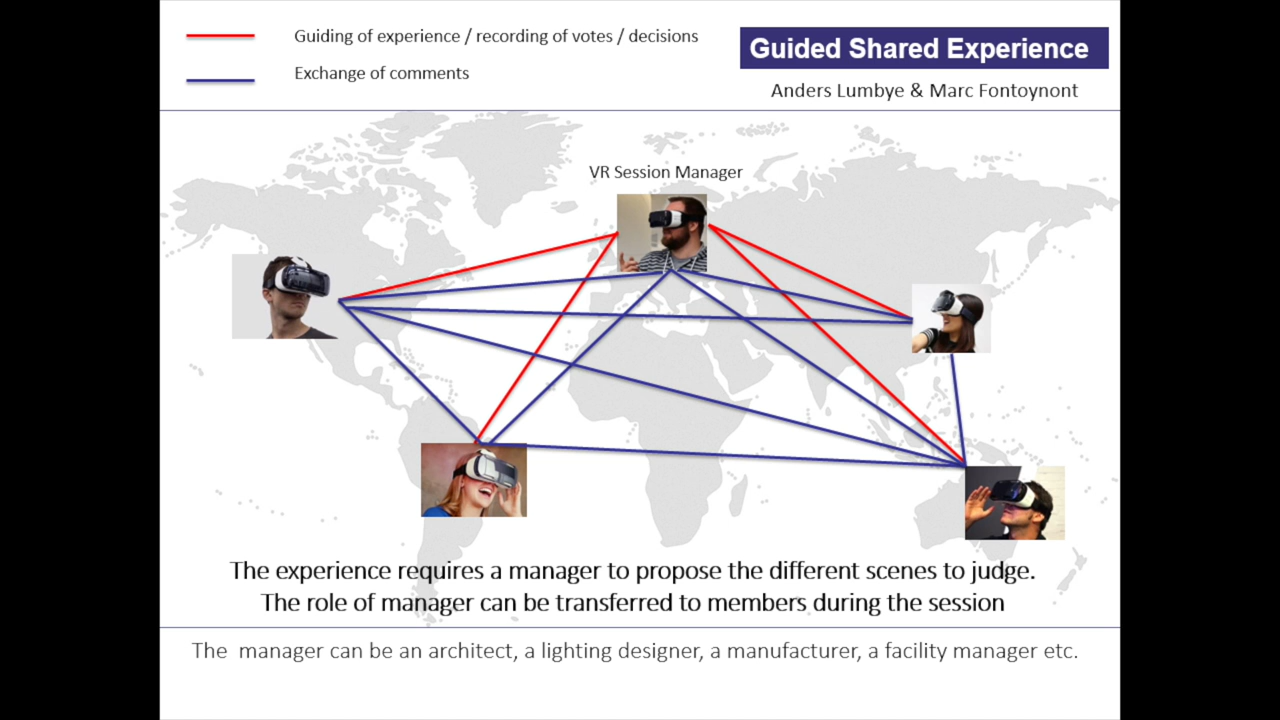 Guiding of experience / recording of votes / decisions
Exchange of comments
Guided Shared Experience
Anders Lumbye & Marc Fontoynont
VR Session Manager
The experience requires a manager to propose the different scenes to judge.
The role of manager can be transferred to members during the session
The manager can be an architect, a lighting designer, a manufacturer, a facility manager etc.